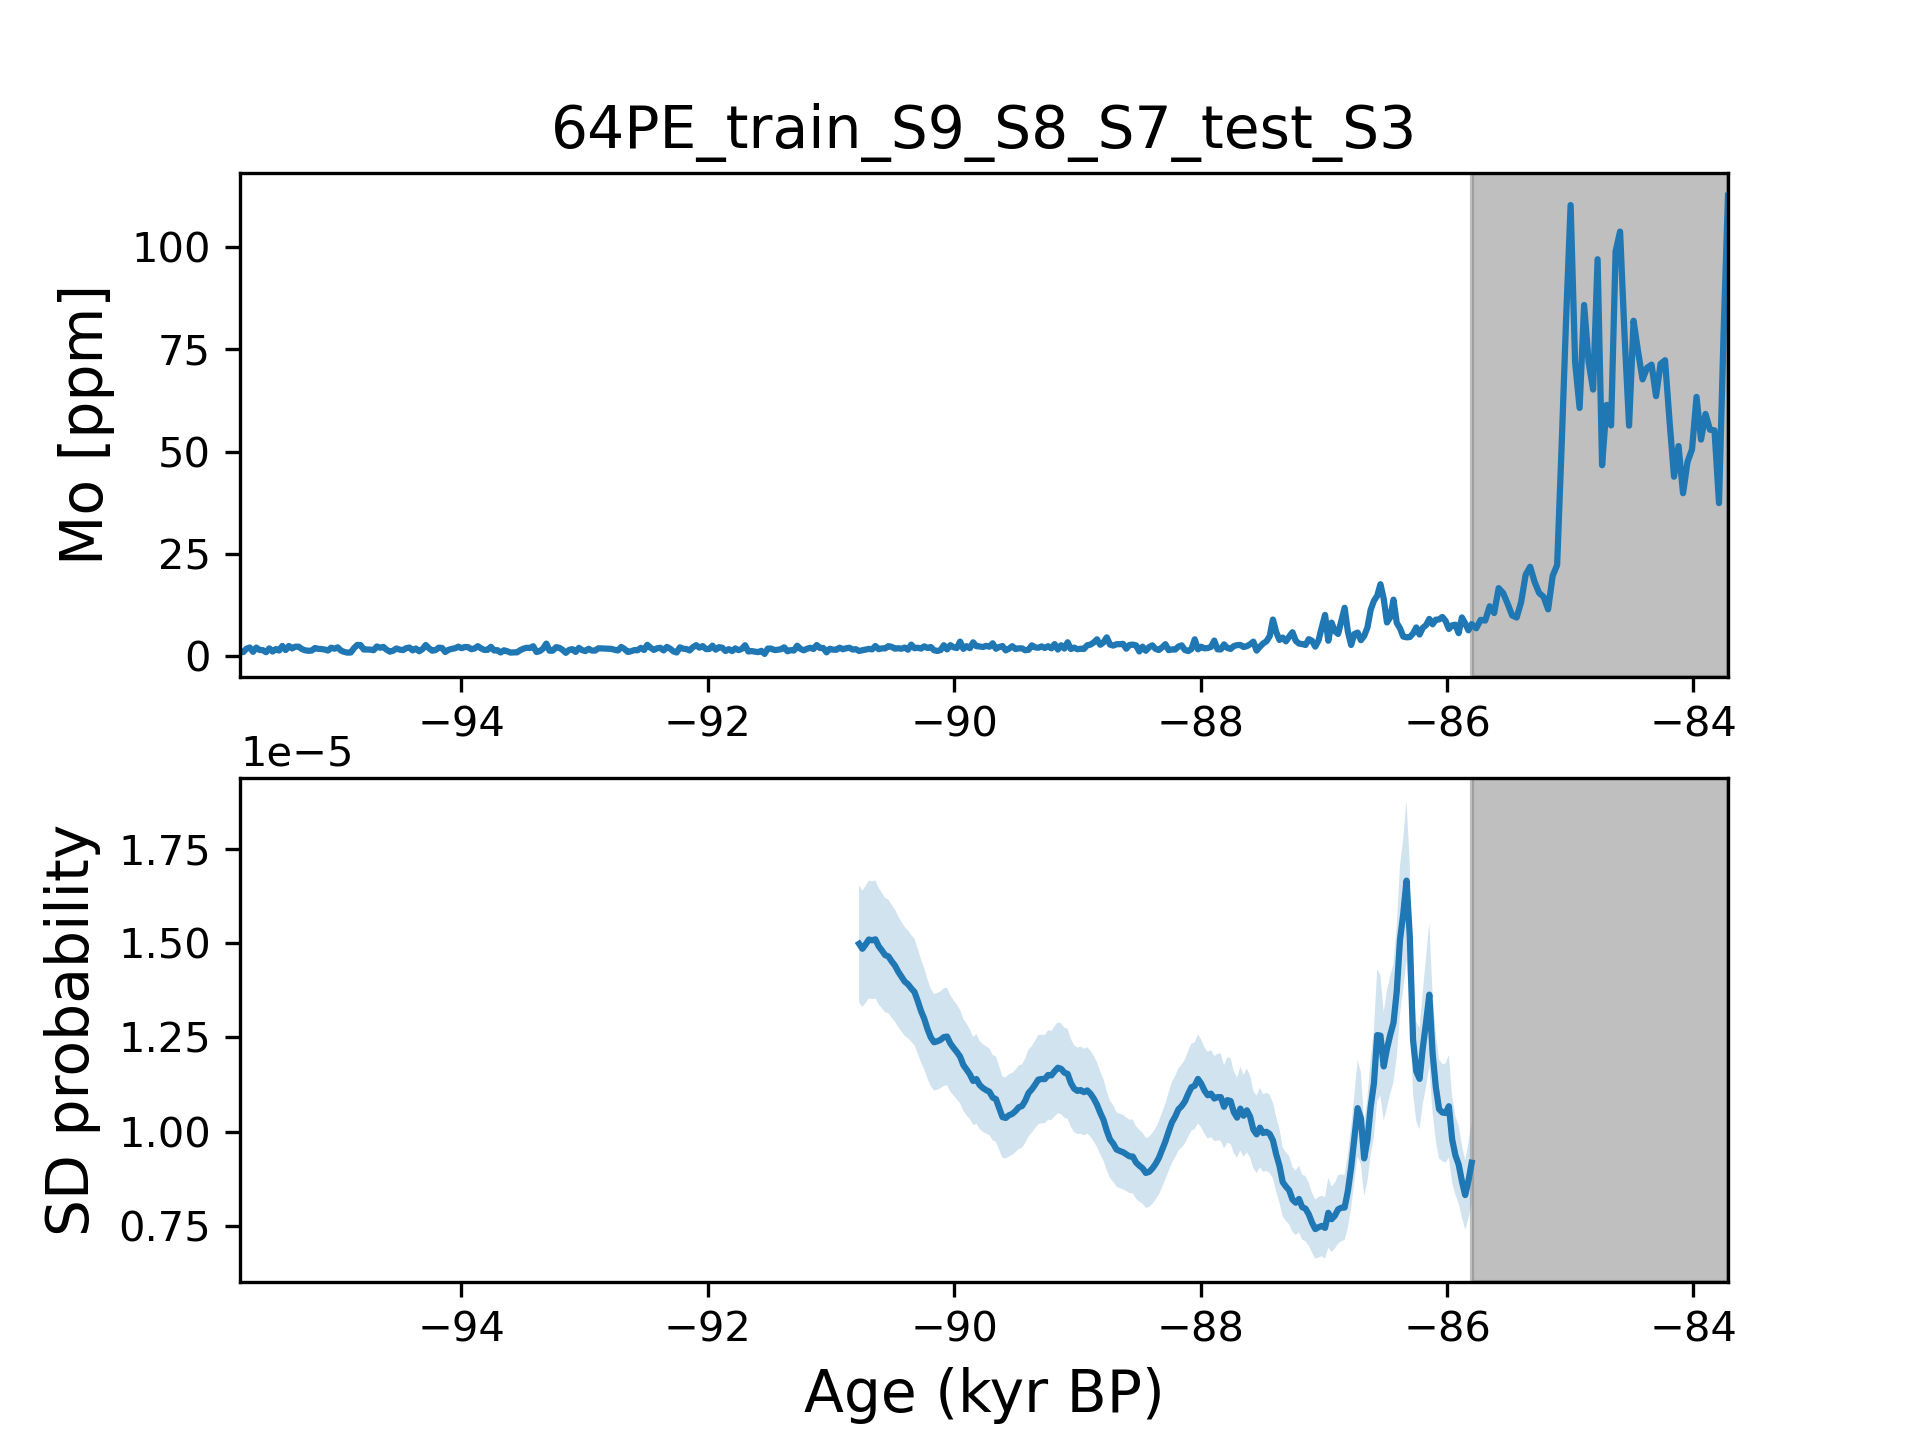 64PE_train_S9_S8_S7_test_S3
Mo [ppm]
100
75
50
25
0
−94 −92 −90 −88 −86 −84
1e−5
SD probability
1.75
1.50
1.25
1.00
0.75
−94 −92 −90 −88 −86 −84
Age (kyr BP)